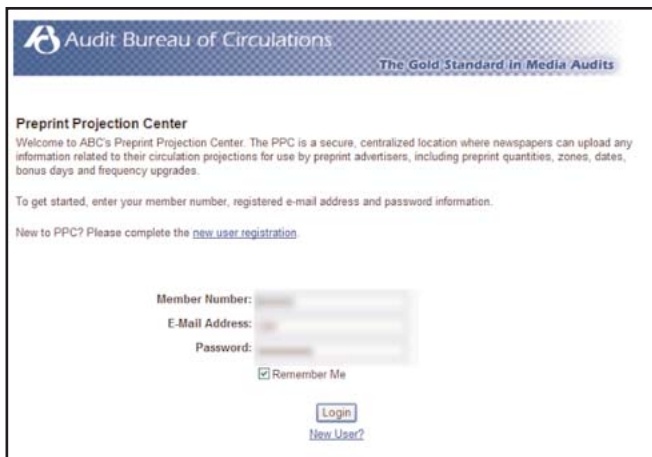 Audit Bureau of Circulations
The Gold Standard in Media Audits
Preprint Projection Center
Welcome to ABC's Preprint Projection Center. The PPC is a secure, centralized location where newspapers can upload any
information related to their circulation projections for use by preprint advertisers, including preprint quantities, zones, dates,
bonus days and frequency upgrades.
To get started, enter your member number, registered e-mail address and password information.
New to PPC? Please complete the new user registration.
Member Number:
E-Mail Address:
Password:
Remember Me
Login
New User?